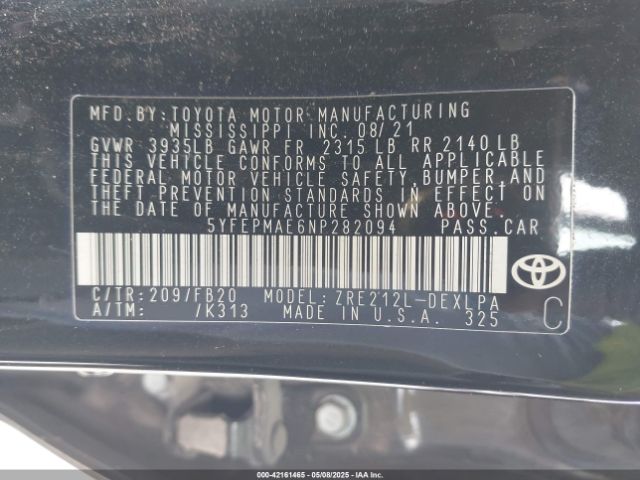 MFD. BY: TOYOTA MOTOR MANUFACTURING
MISSISSIPPI INC. 08/21
GVWR 3935LB GAWR FR 2315 LB RR 2140 LB
THIS VEHICLE CONFORMS TO ALL APPLICABLE
FEDERAL MOTOR VEHICLE SAFETY, BUMPER, AND
THEFT PREVENTION STANDARDS IN EFFECT ON
THE DATE OF MANUFACTURE SHOWN ABOVE.
5YFEPMAE6NP282094 PASS. CAR
C/TR: 209/FB20 MODEL: ZRE212L-DEXLPA
A/TM: /K313 MADE IN U.S.A. 325 C
000-42161465 - 05/08/2025 - IAAI.COM